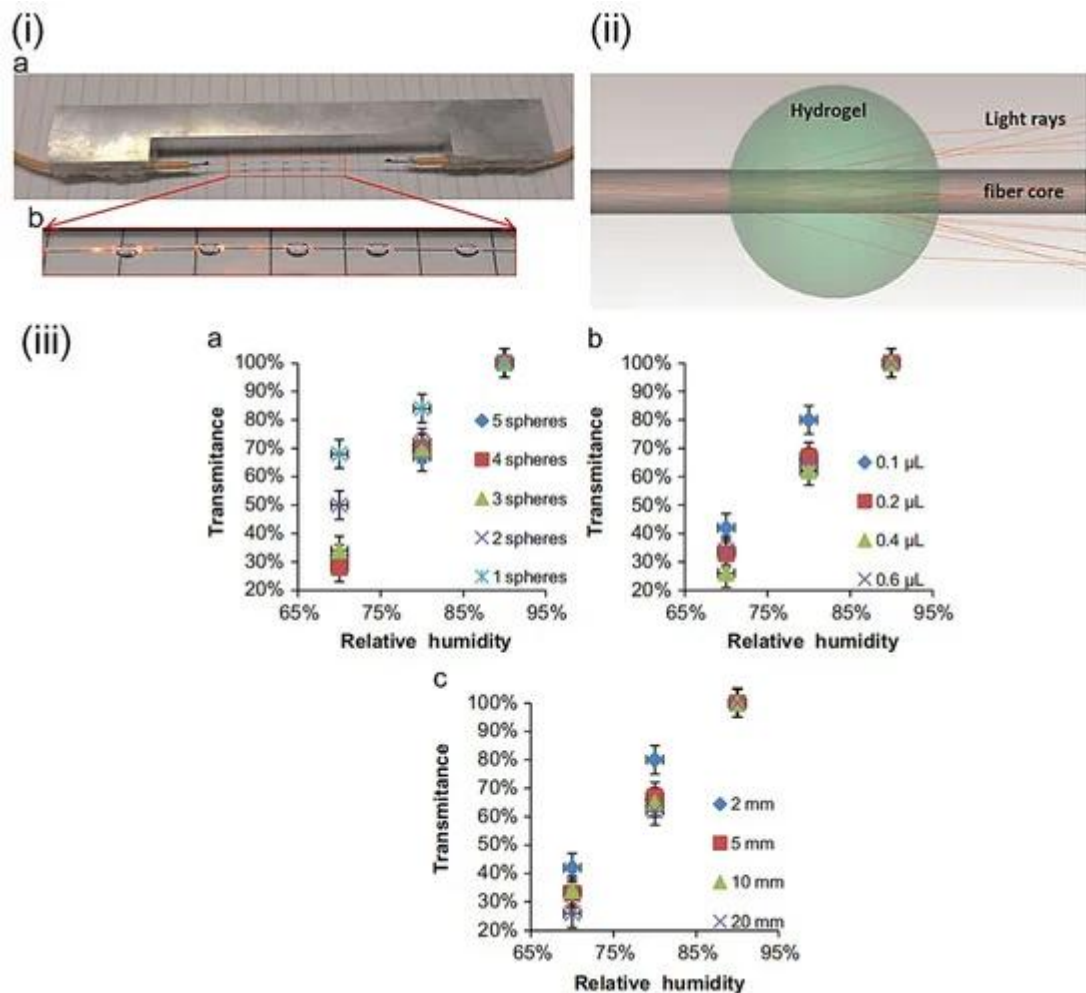 (i)
a
b
(ii)
Hydrogel
Light rays
fiber core
(iii)
a
100%
90%
80%
70%
60%
50%
40%
30%
20%
Transmitance
65%
75%
85%
95%
Relative humidity
5 spheres
4 spheres
3 spheres
2 spheres
1 spheres
b
100%
90%
80%
70%
60%
50%
40%
30%
20%
Transmitance
65%
75%
85%
95%
Relative humidity
0.1 µL
0.2 µL
0.4 µL
0.6 µL
c
100%
90%
80%
70%
60%
50%
40%
30%
20%
Transmitance
65%
75%
85%
95%
Relative humidity
2 mm
5 mm
10 mm
20 mm